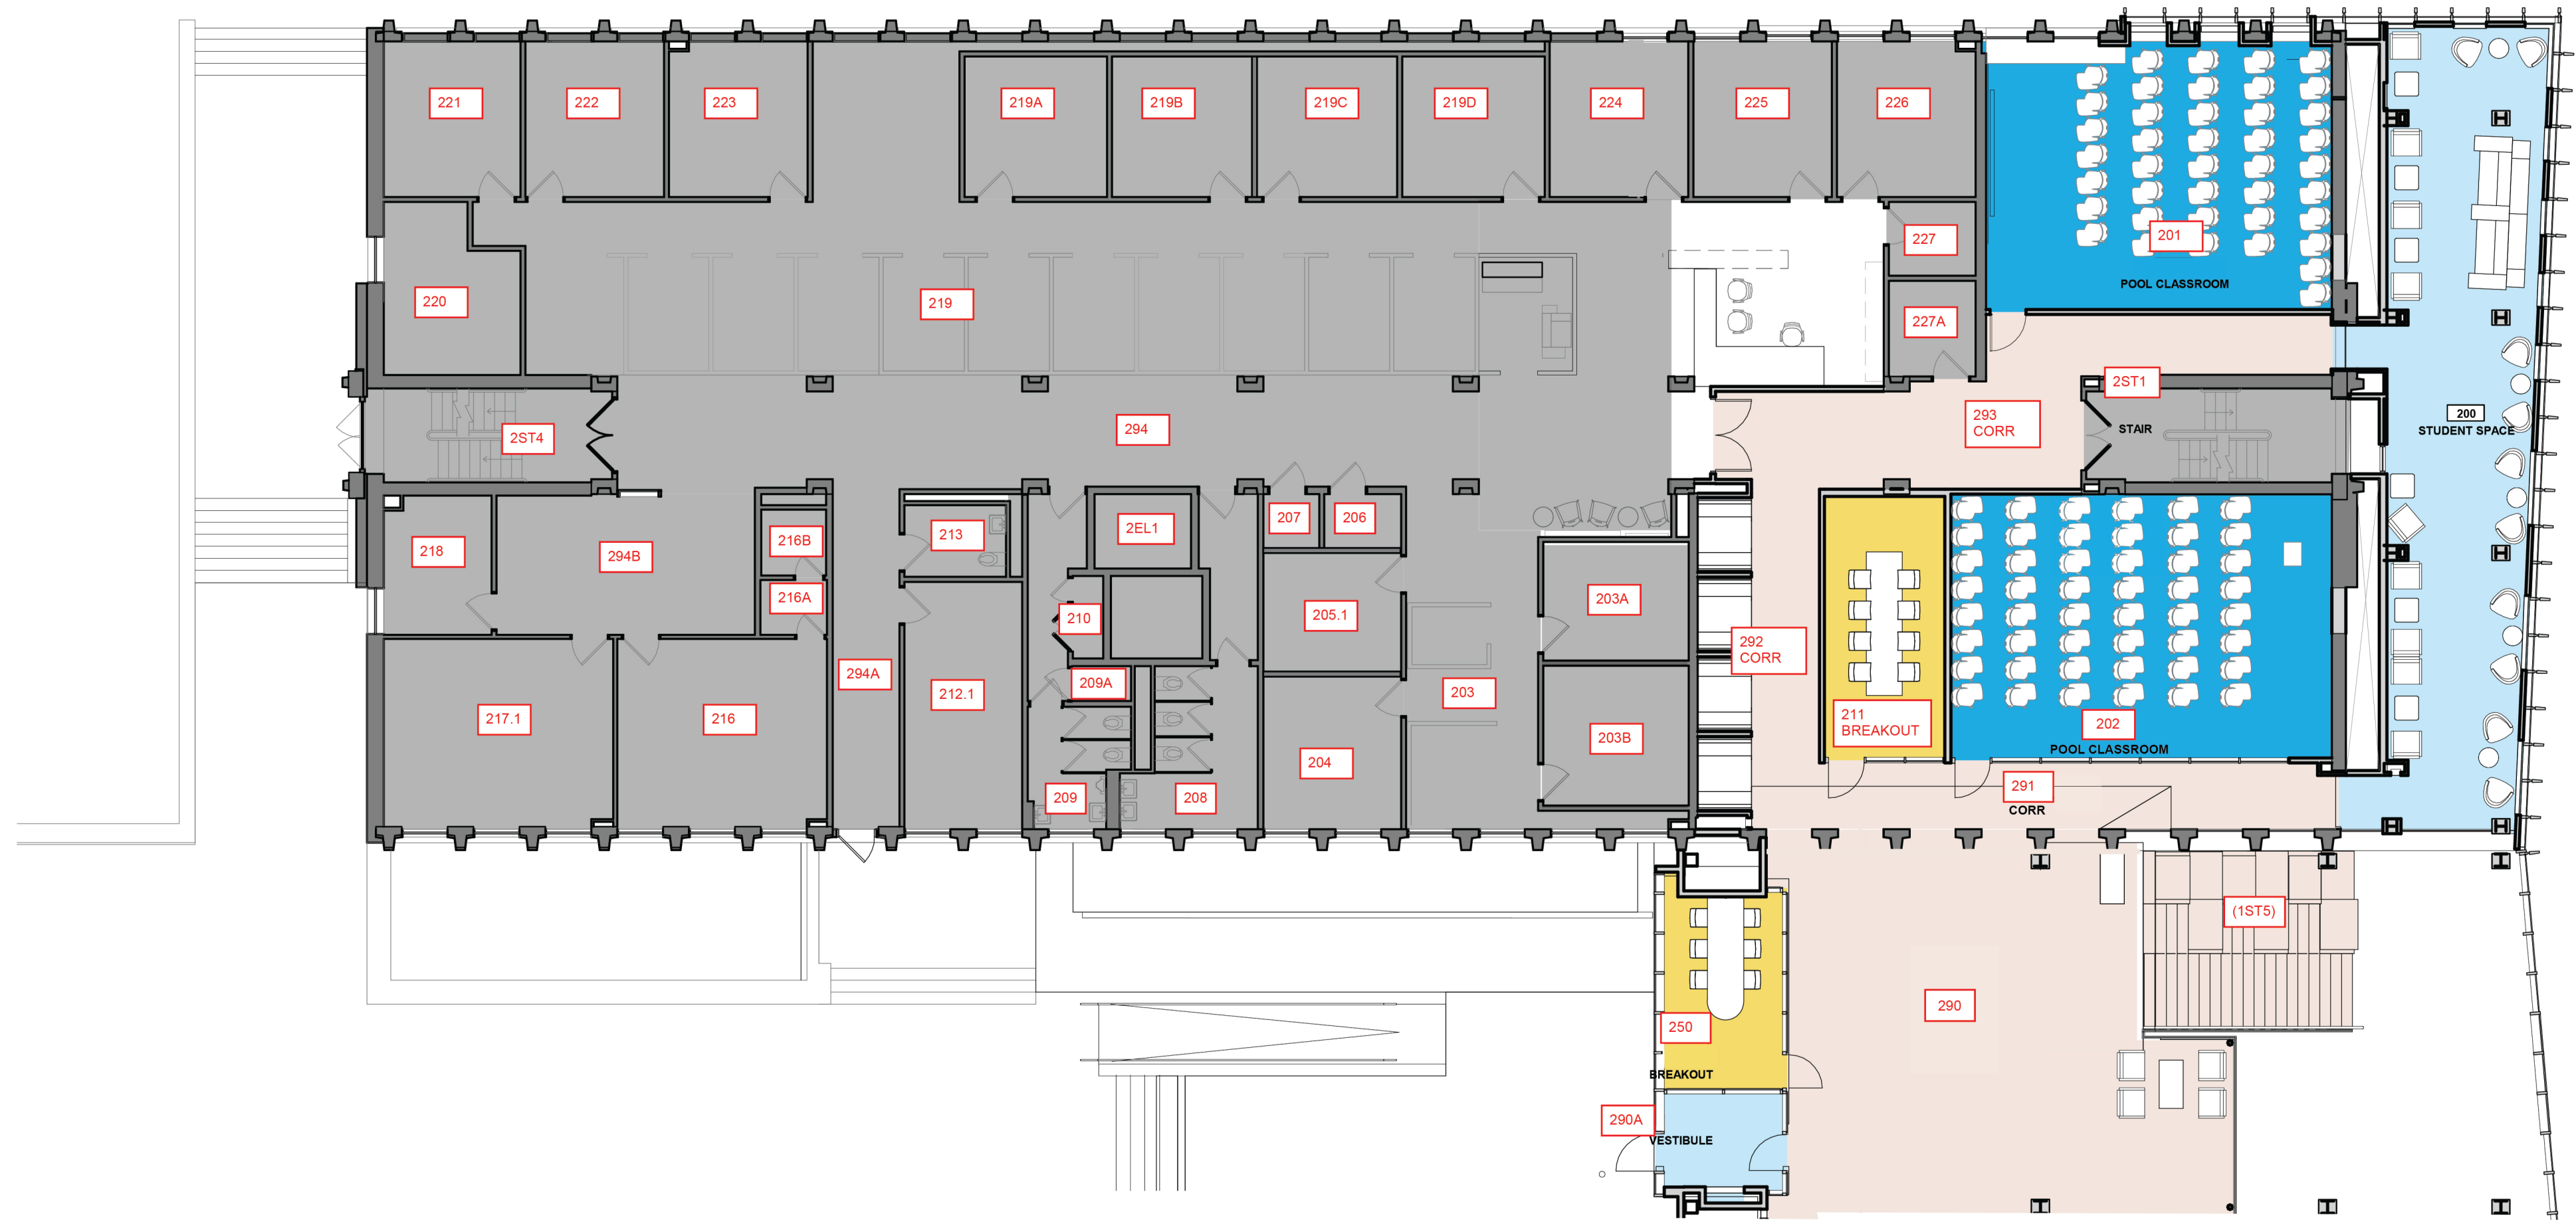 221
222
223
219A
219B
219C
219D
224
225
226
227
201
POOL CLASSROOM
220
219
227A
2ST1
200
STUDENT SPACE
293
CORR
STAIR
2ST4
294
218
294B
216B
216A
213
2EL1
207
206
210
205.1
203A
292
CORR
294A
209A
212.1
203
217.1
216
204
203B
211
BREAKOUT
202
POOL CLASSROOM
209
208
291
CORR
(1ST5)
290
250
BREAKOUT
290A
VESTIBULE